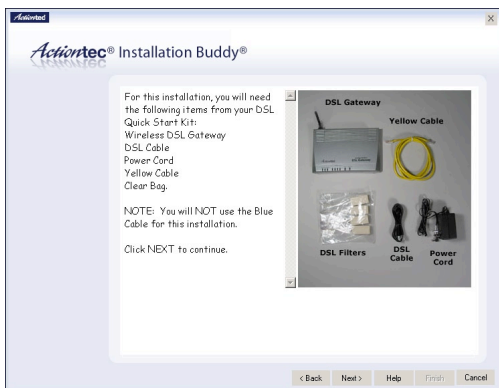 Actiontec
Actiontec® Installation Buddy®
For this installation, you will need
the following items from your DSL
Quick Start Kit:
Wireless DSL Gateway
DSL Cable
Power Cord
Yellow Cable
Clear Bag.
NOTE: You will NOT use the Blue
Cable for this installation.
Click NEXT to continue.
DSL Gateway
Yellow Cable
DSL Filters
DSL
Cable
Power
Cord
< Back
Next >
Help
Finish
Cancel